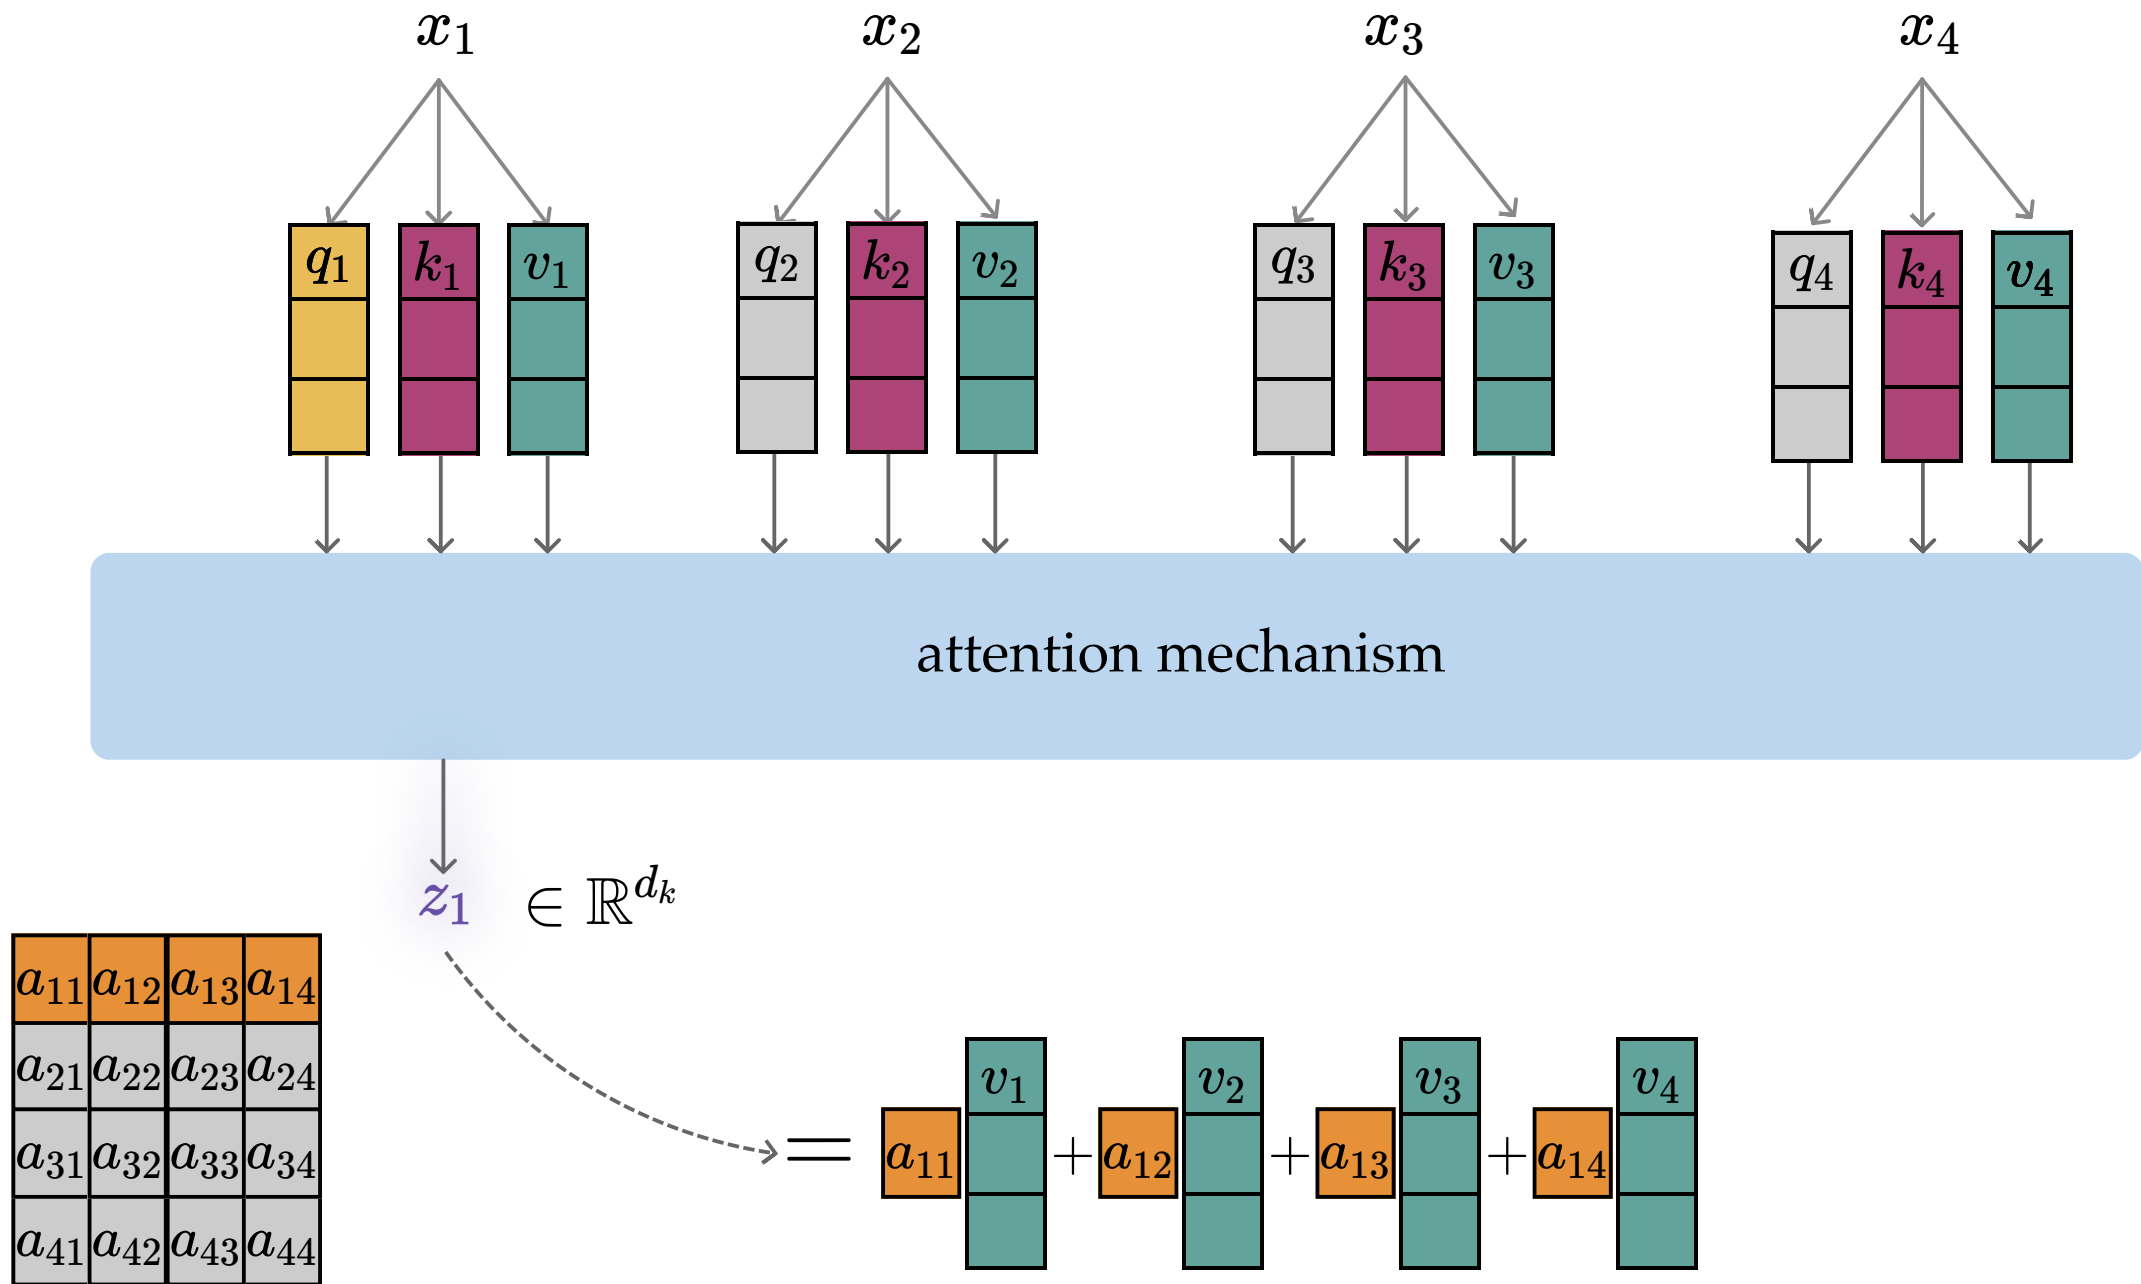 x₁ x₂ x₃ x₄
q₁ k₁ v₁ q₂ k₂ v₂ q₃ k₃ v₃ q₄ k₄ v₄
attention mechanism
z₁ ∈ ℝ^{d_k}
a₁₁ a₁₂ a₁₃ a₁₄
a₂₁ a₂₂ a₂₃ a₂₄
a₃₁ a₃₂ a₃₃ a₃₄
a₄₁ a₄₂ a₄₃ a₄₄
= a₁₁ v₁ + a₁₂ v₂ + a₁₃ v₃ + a₁₄ v₄